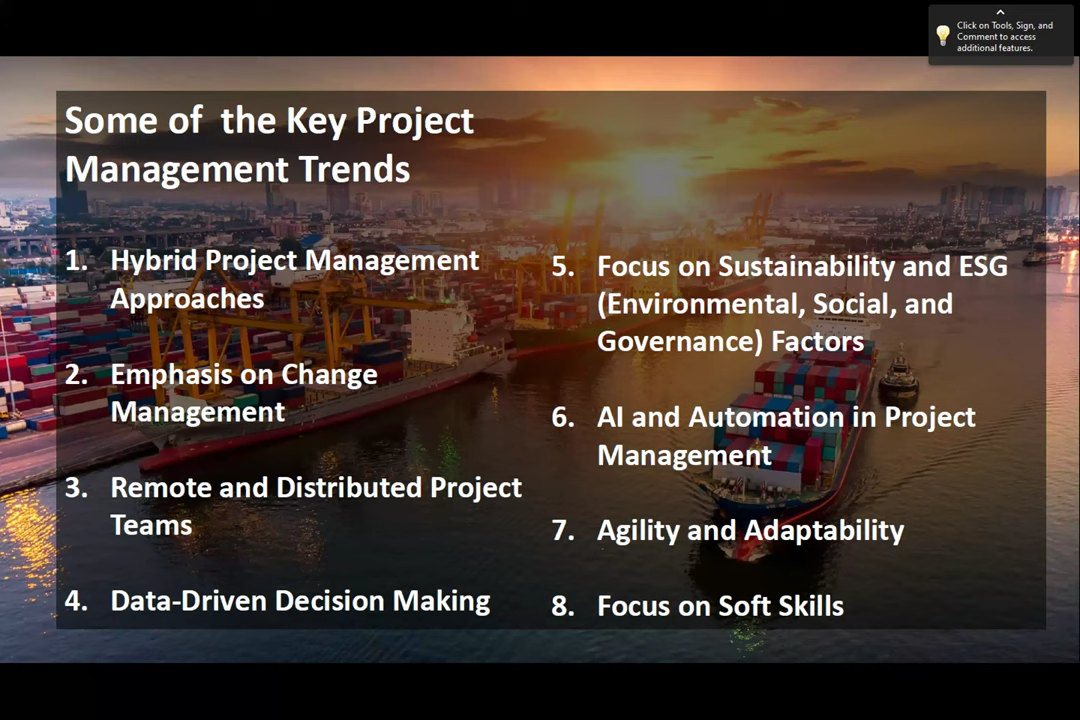 Click on Tools, Sign, and
Comment to access
additional features.
Some of the Key Project
Management Trends
1. Hybrid Project Management
Approaches
2. Emphasis on Change
Management
3. Remote and Distributed Project
Teams
4. Data-Driven Decision Making
5. Focus on Sustainability and ESG
(Environmental, Social, and
Governance) Factors
6. AI and Automation in Project
Management
7. Agility and Adaptability
8. Focus on Soft Skills